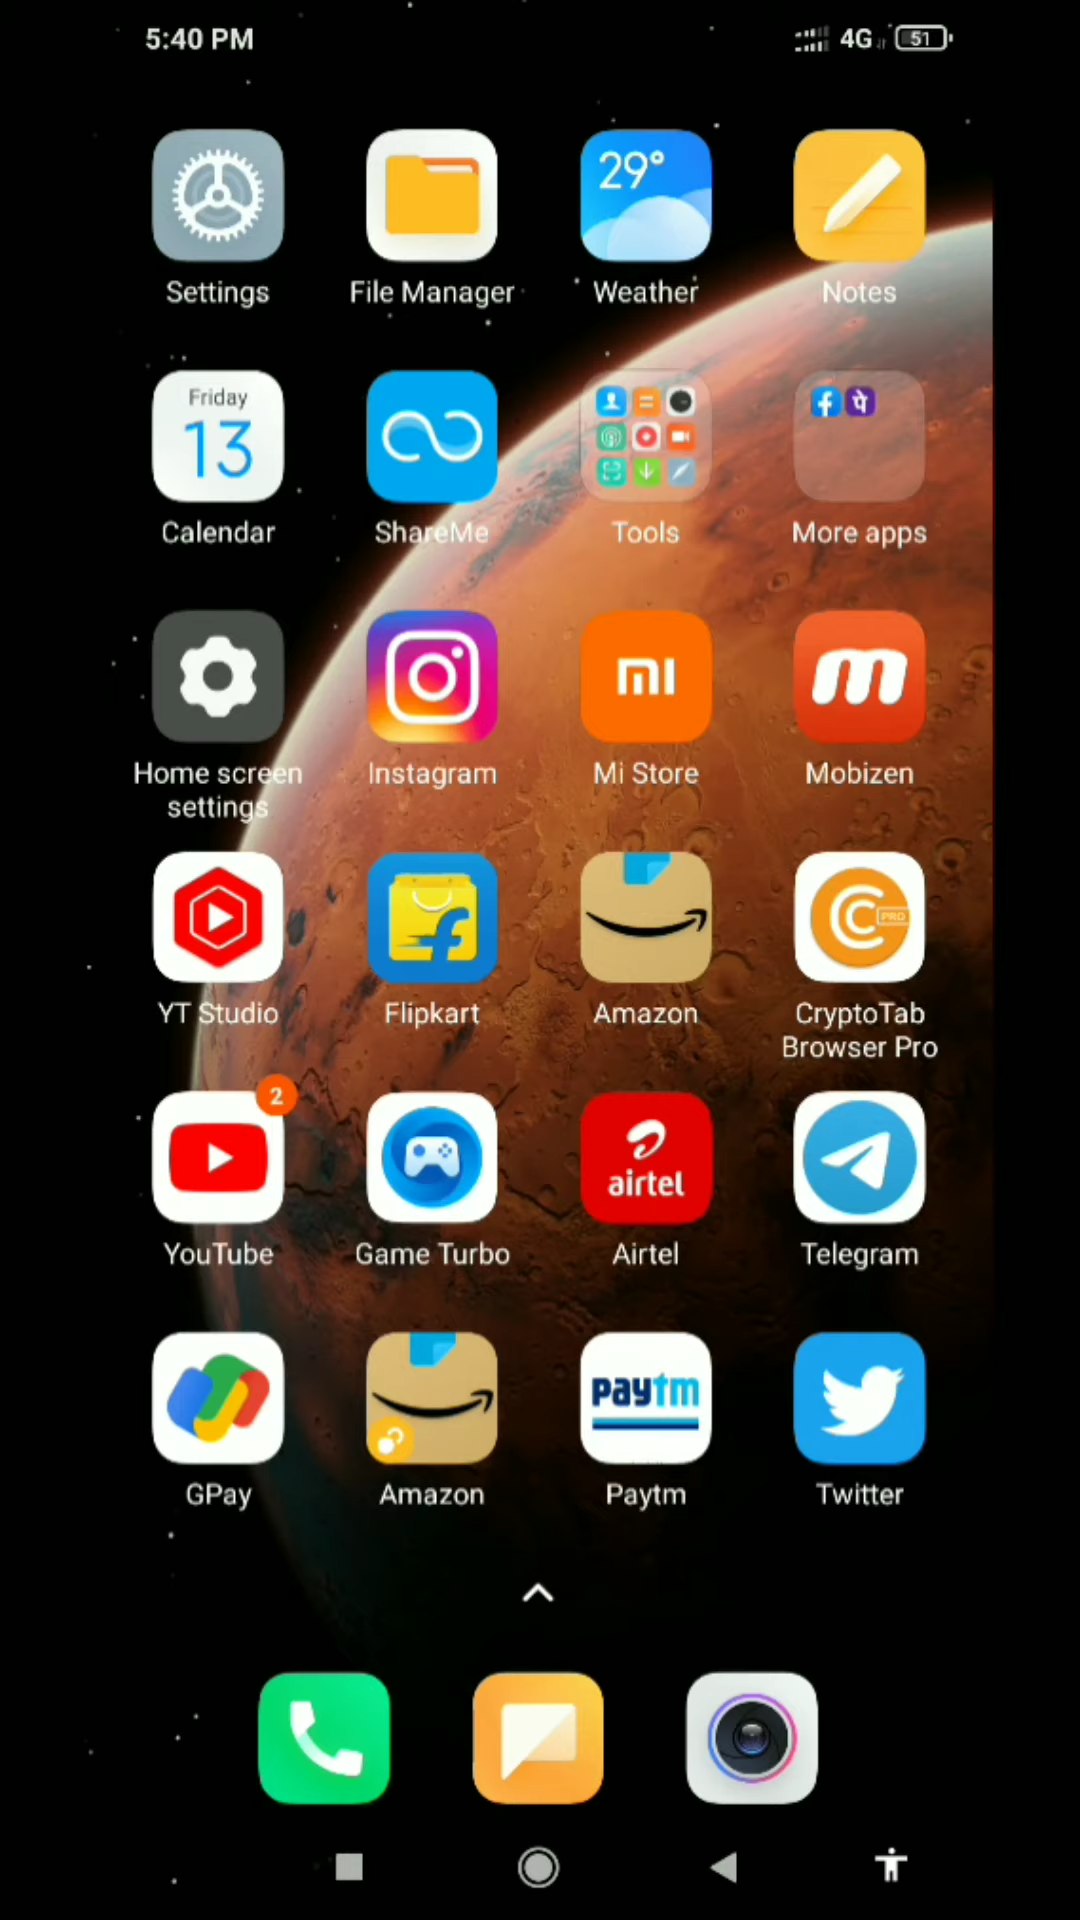 5:40 PM 4G 51
29°
Settings File Manager Weather Notes
Friday
13
Calendar ShareMe Tools More apps
पे
mi m
Home screen settings Instagram Mi Store Mobizen
f PRO
YT Studio Flipkart Amazon CryptoTab Browser Pro
2
airtel
YouTube Game Turbo Airtel Telegram
paytm
GPay Amazon Paytm Twitter